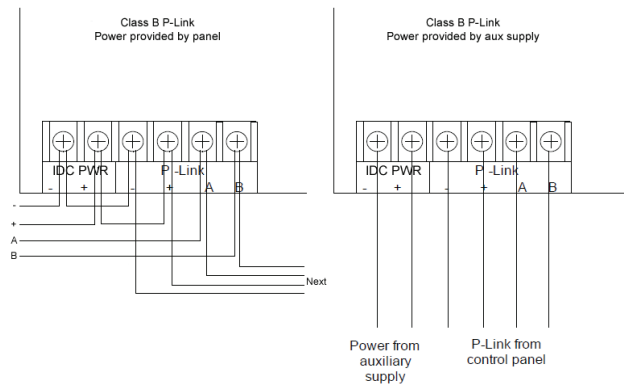 Class B P-Link
Power provided by panel
IDC PWR P -Link
- + - + A B
-
+
A
B
Next
Class B P-Link
Power provided by aux supply
IDC PWR P -Link
- + - + A B
Power from
auxiliary
supply
P-Link from
control panel